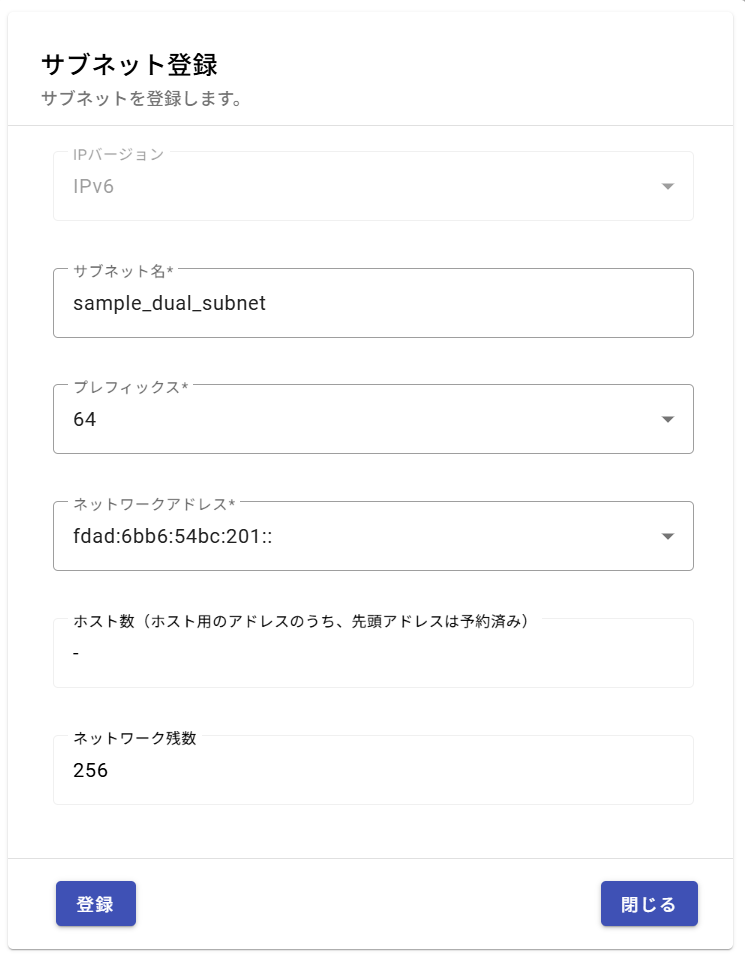 サブネット登録
サブネットを登録します。
IPバージョン
IPv6
サブネット名*
sample_dual_subnet
プレフィックス*
64
ネットワークアドレス*
fdad:6bb6:54bc:201::
ホスト数（ホスト用のアドレスのうち、先頭アドレスは予約済み）
-
ネットワーク残数
256
登録
閉じる